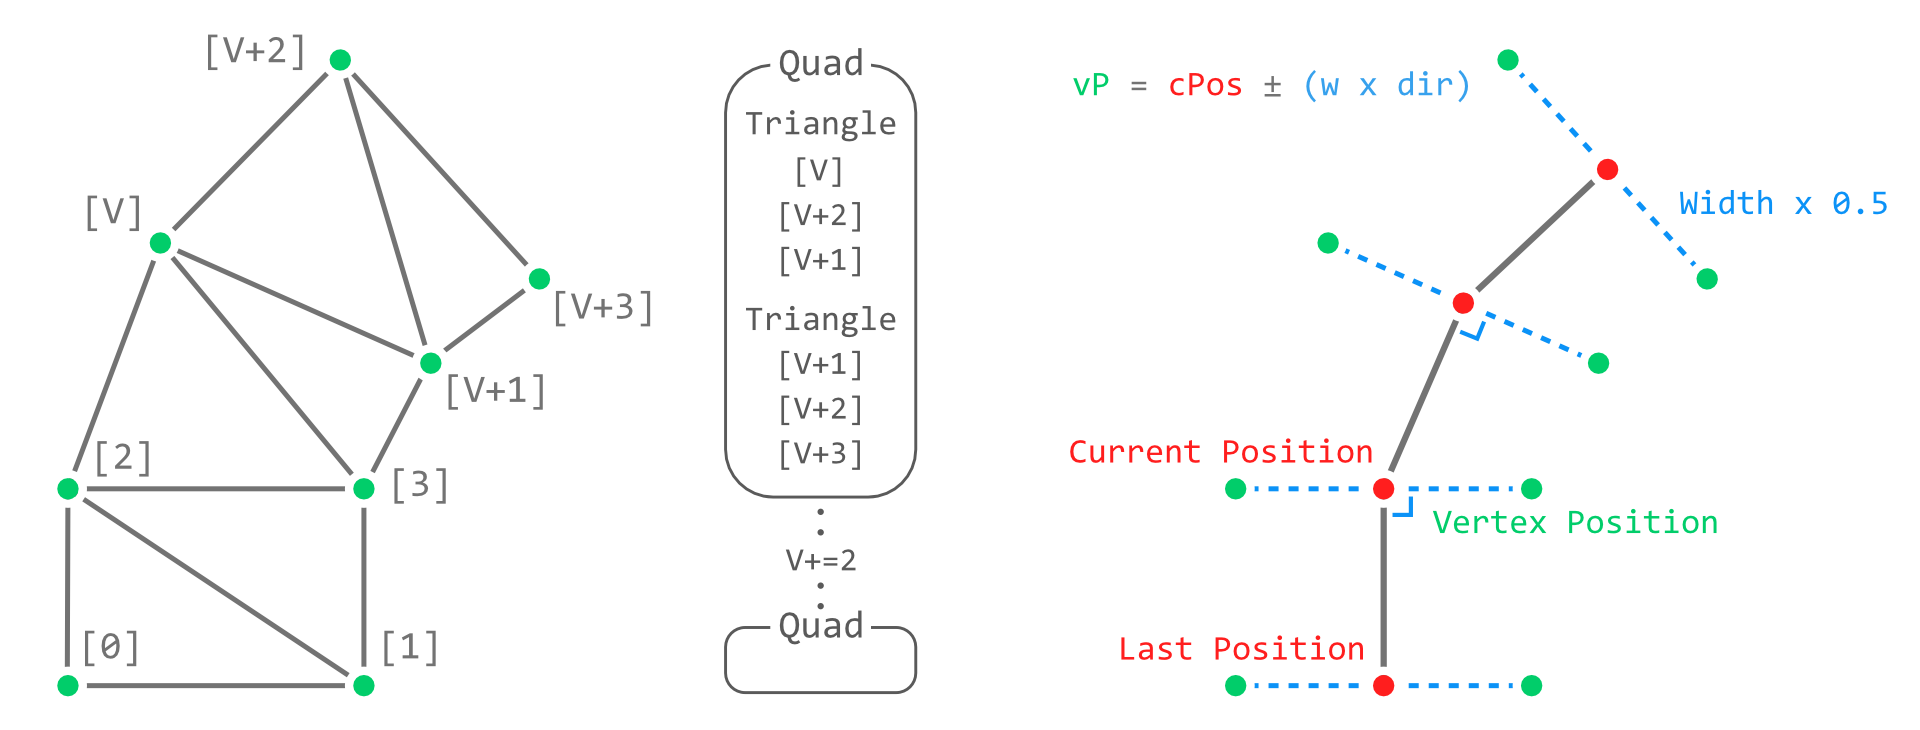 [V+2]
[V]
[V+3]
[V+1]
[2]
[3]
[0]
[1]
Quad
Triangle
[V]
[V+2]
[V+1]
Triangle
[V+1]
[V+2]
[V+3]
V+=2
Quad
vP = cPos ± (w x dir)
Width x 0.5
Current Position
Vertex Position
Last Position